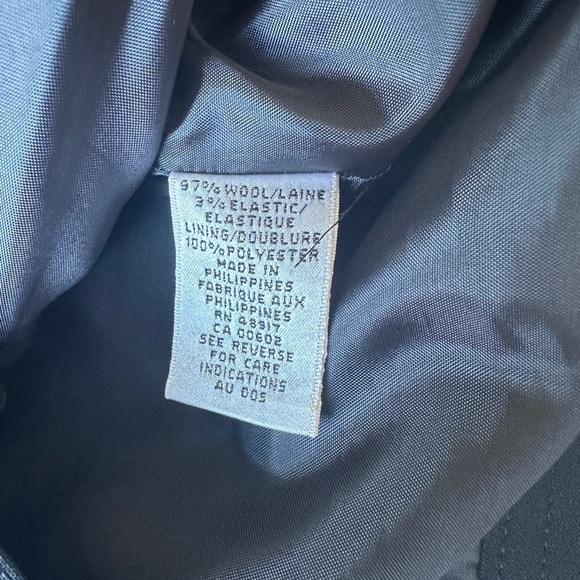 97% WOOL/LAINE
3% ELASTIC/
ELASTIQUE
LINING/DOUBLURE
100% POLYESTER
MADE IN
PHILIPPINES
FABRIQUE AUX
PHILIPPINES
RN 48917
CA 00602
SEE REVERSE
FOR CARE
INDICATIONS
AU DOS